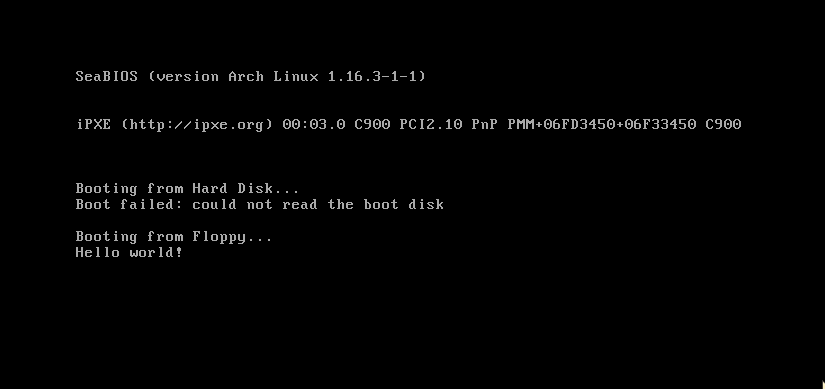 SeaBIOS (version Arch Linux 1.16.3-1-1)
iPXE (http://ipxe.org) 00:03.0 C900 PCI2.10 PnP PMM+06FD3450+06F33450 C900
Booting from Hard Disk...
Boot failed: could not read the boot disk
Booting from Floppy...
Hello world!